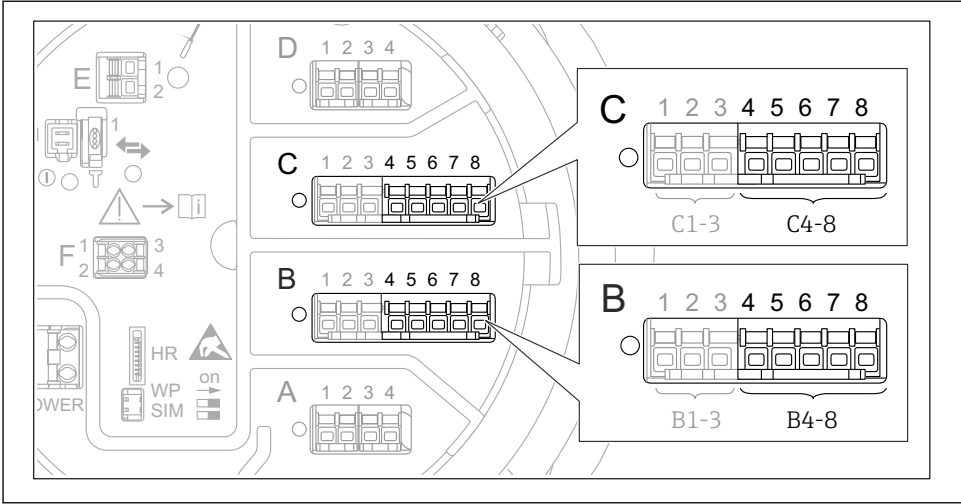 D 1 2 3 4
E 1
2
1
C 1 2 3 4 5 6 7 8
C 1 2 3 4 5 6 7 8
C1-3 C4-8
i
F 1 3
2 4
B 1 2 3 4 5 6 7 8
B 1 2 3 4 5 6 7 8
B1-3 B4-8
HR
on
WP
SIM
OWER
A 1 2 3 4